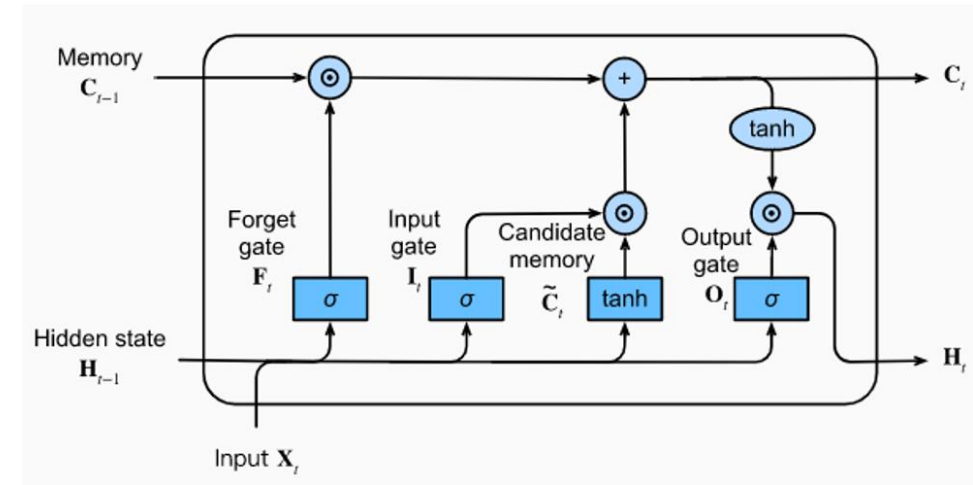 Memory
C_{t-1}
⊙
+
C_t
tanh
Forget
gate
F_t
Input
gate
I_t
⊙
Candidate
memory
C̃_t
Output
gate
O_t
⊙
σ
σ
tanh
σ
Hidden state
H_{t-1}
H_t
Input X_t